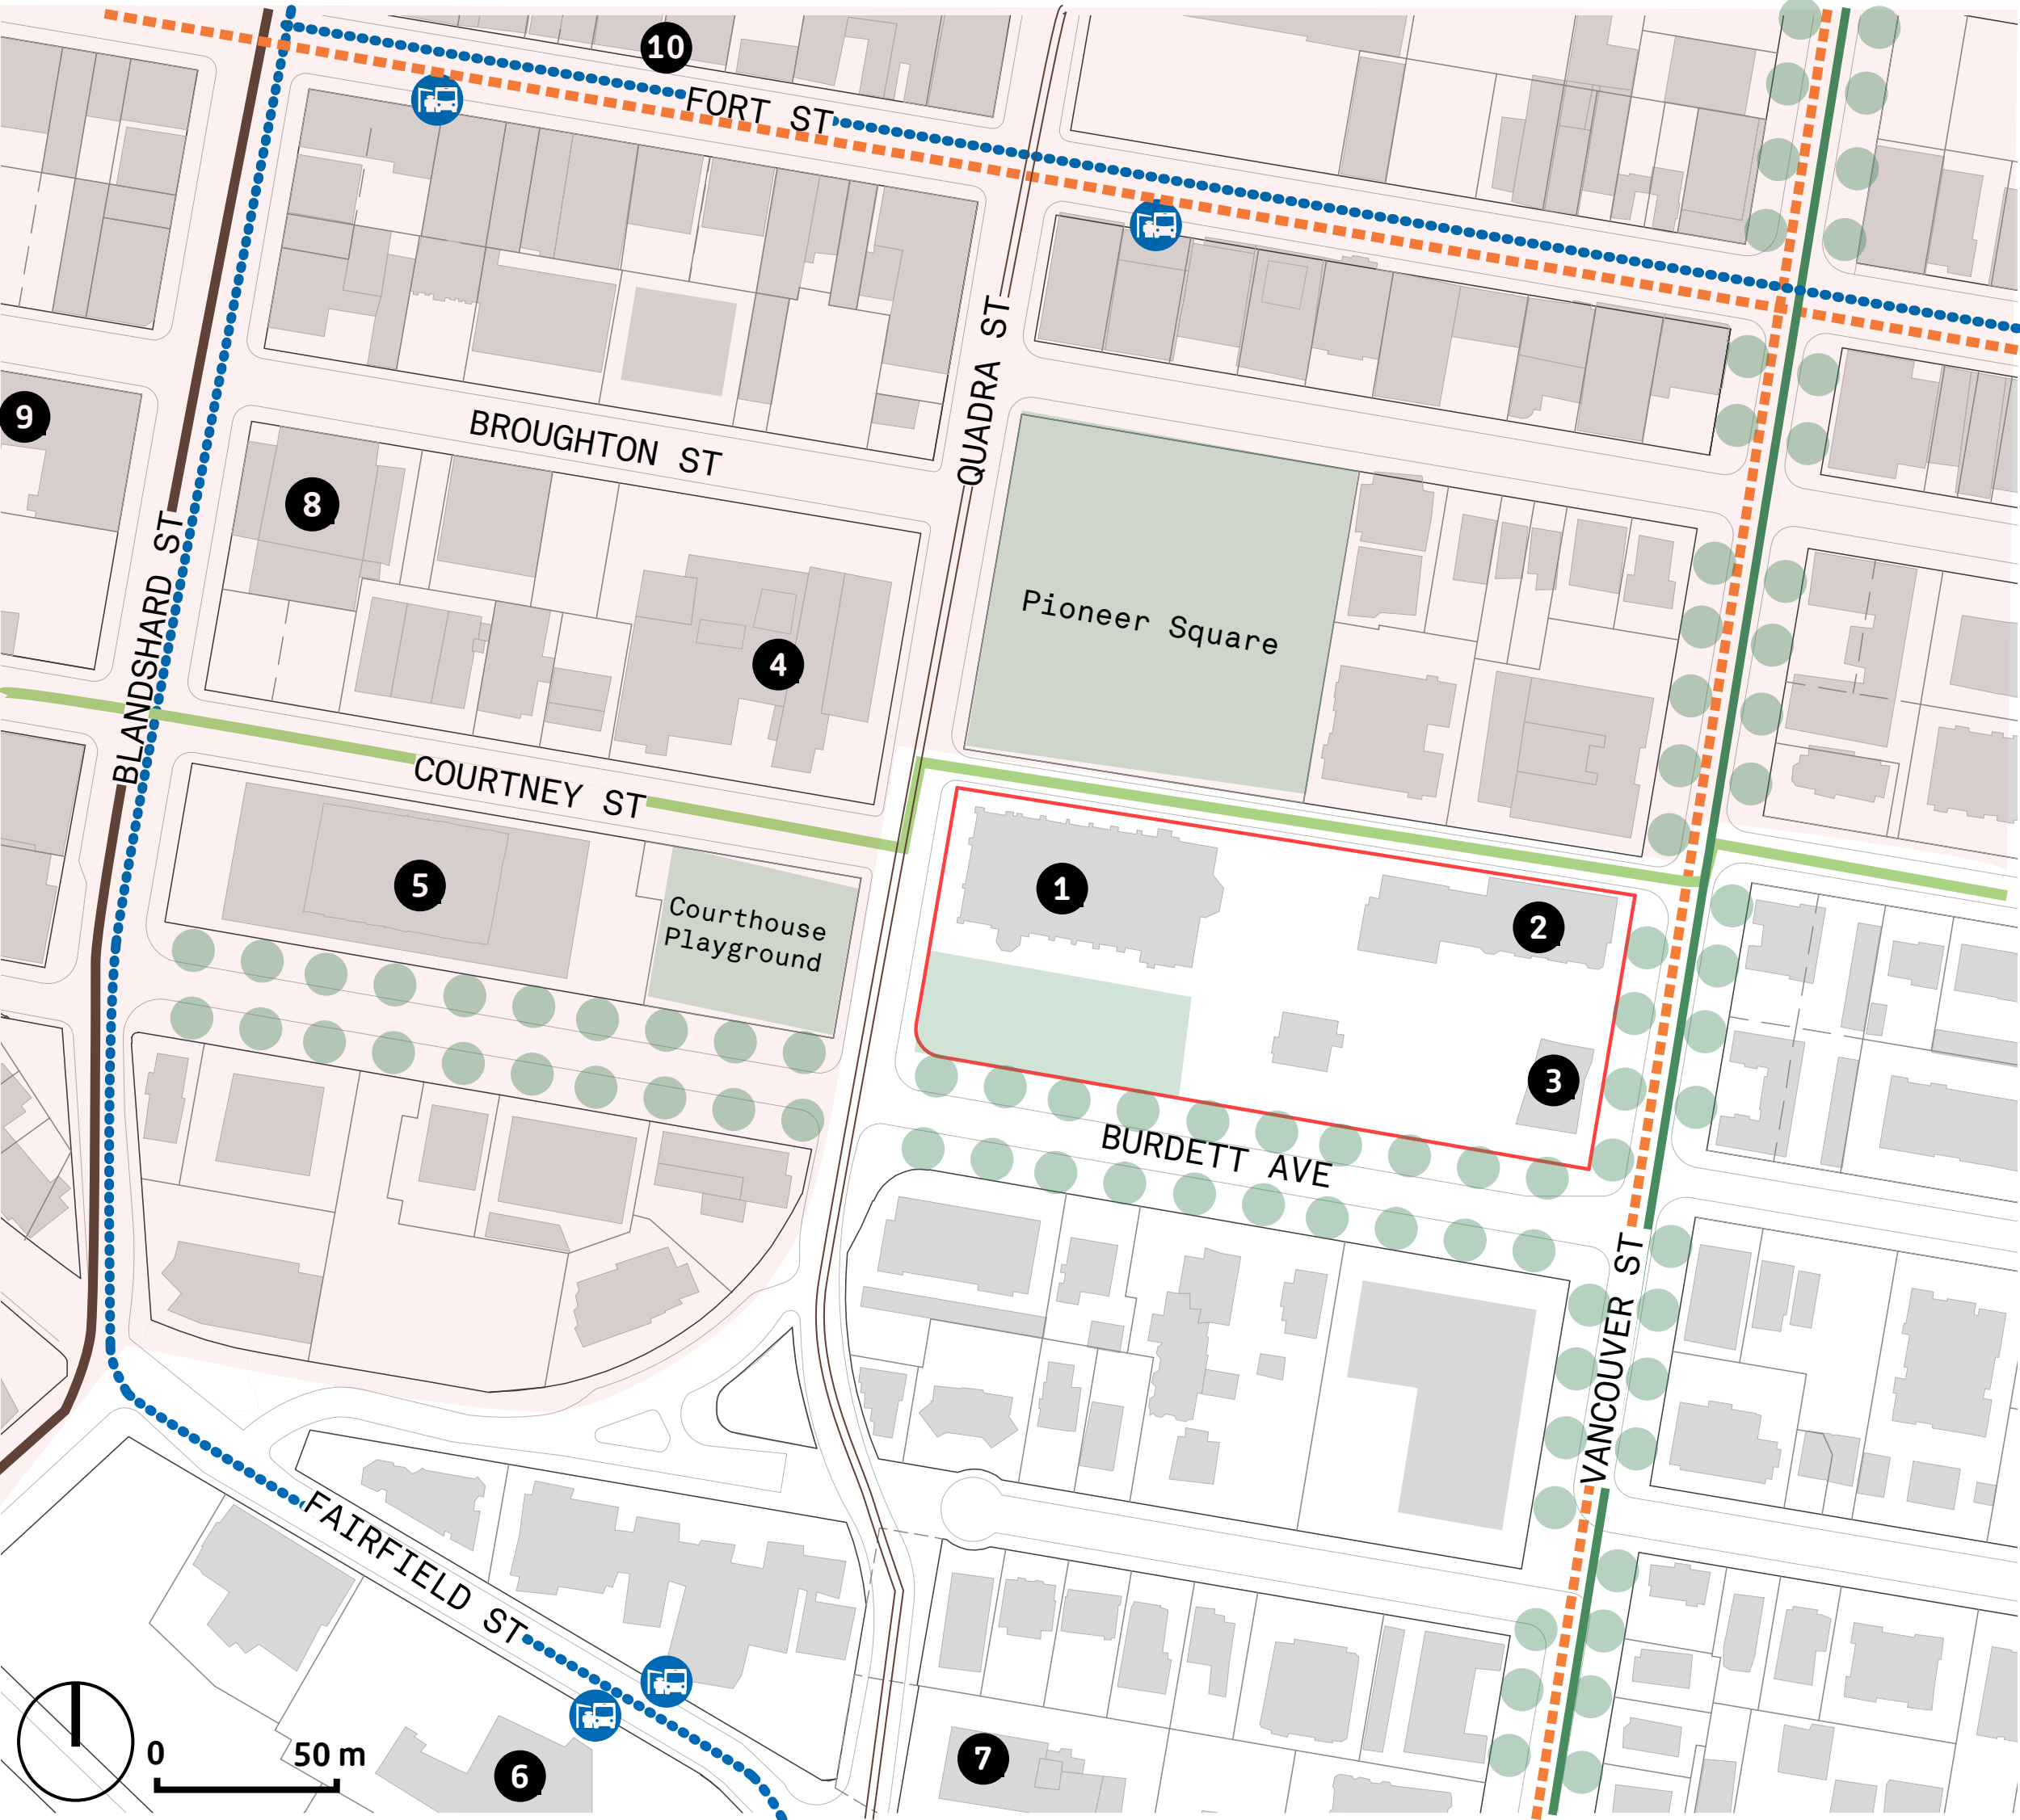 10
FORT ST
9
BROUGHTON ST
QUADRA ST
8
BLANDSHARD ST
Pioneer Square
4
COURTNEY ST
5
Courthouse
Playground
1
2
3
BURDETT AVE
VANCOUVER ST
FAIRFIELD ST
7
6
0 50 m